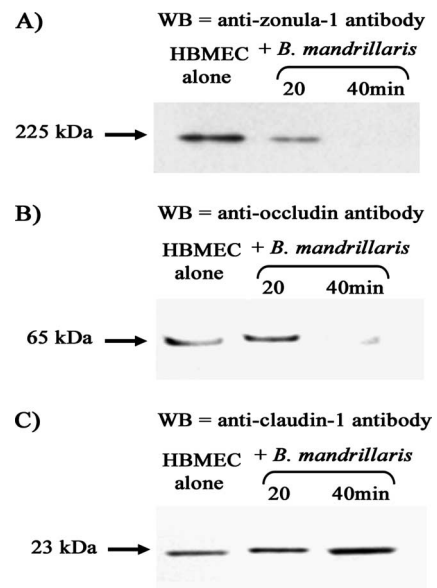 A)
WB = anti-zonula-1 antibody
HBMEC alone
+ B. mandrillaris
20 40min
225 kDa
B)
WB = anti-occludin antibody
HBMEC alone
+ B. mandrillaris
20 40min
65 kDa
C)
WB = anti-claudin-1 antibody
HBMEC alone
+ B. mandrillaris
20 40min
23 kDa